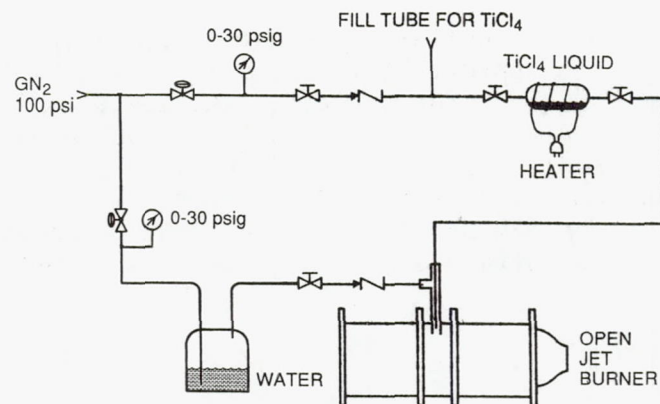 FILL TUBE FOR TiCl4
0-30 psig
TiCl4 LIQUID
GN2
100 psi
HEATER
0-30 psig
WATER
OPEN
JET
BURNER